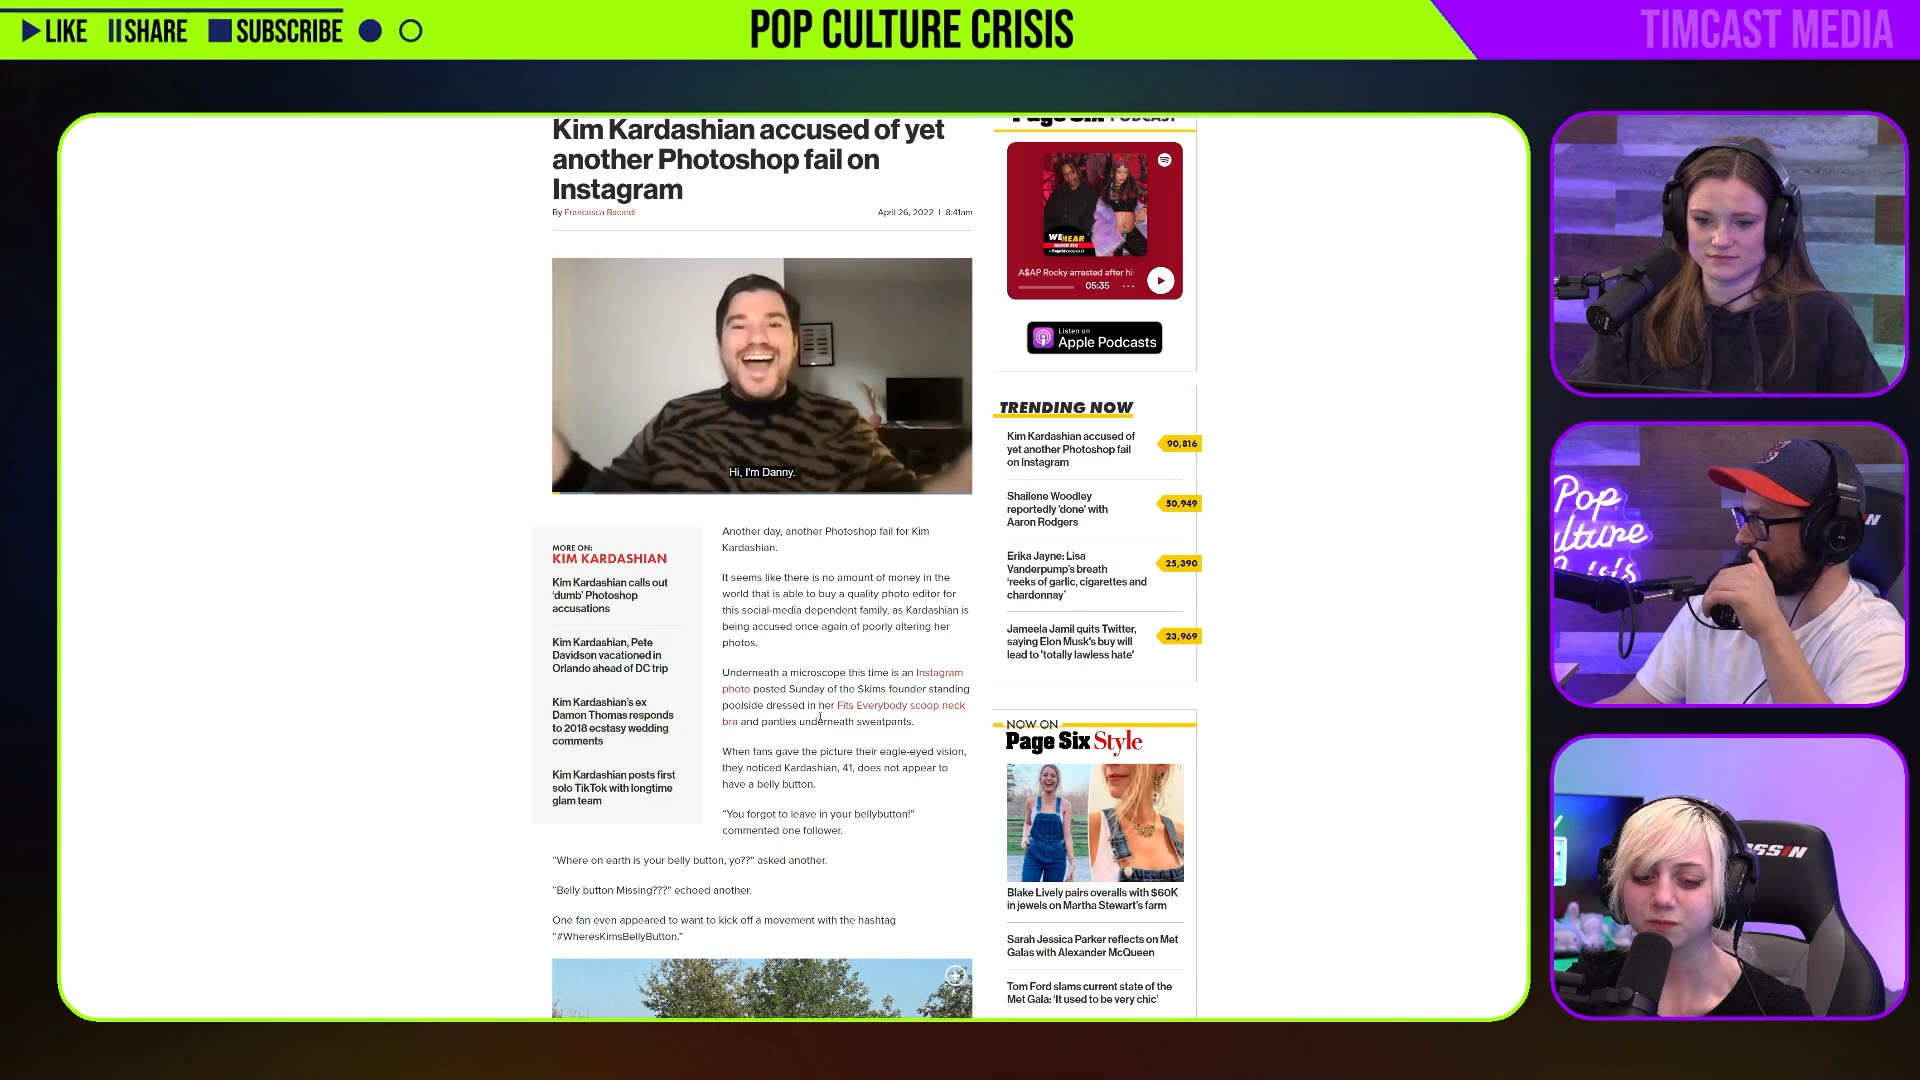 LIKE SHARE SUBSCRIBE
POP CULTURE CRISIS
TIMCAST MEDIA
Kim Kardashian accused of yet
another Photoshop fail on
Instagram
By Francesca Bacardi
April 26, 2022 | 8:41am
Hi, I'm Danny.
MORE ON:
KIM KARDASHIAN
Kim Kardashian calls out
'dumb' Photoshop
accusations
Kim Kardashian, Pete
Davidson vacationed in
Orlando ahead of DC trip
Kim Kardashian's ex
Damon Thomas responds
to 2018 ecstasy wedding
comments
Kim Kardashian posts first
solo TikTok with longtime
glam team
Another day, another Photoshop fail for Kim
Kardashian.
It seems like there is no amount of money in the
world that is able to buy a quality photo editor for
this social-media dependent family, as Kardashian is
being accused once again of poorly altering her
photos.
Underneath a microscope this time is an Instagram
photo posted Sunday of the Skims founder standing
poolside dressed in her Fits Everybody scoop neck
bra and panties underneath sweatpants.
When fans gave the picture their eagle-eyed vision,
they noticed Kardashian, 41, does not appear to
have a belly button.
"You forgot to leave in your bellybutton!"
commented one follower.
"Where on earth is your belly button, yo??" asked another.
"Belly button Missing???" echoed another.
One fan even appeared to want to kick off a movement with the hashtag
"#WheresKimsBellyButton."
Page Six PODCAST
WE HEAR
QUICK FIX
A$AP Rocky arrested after hi
05:35
Listen on
Apple Podcasts
TRENDING NOW
Kim Kardashian accused of
yet another Photoshop fail
on Instagram
90,816
Shailene Woodley
reportedly 'done' with
Aaron Rodgers
50,949
Erika Jayne: Lisa
Vanderpump's breath
'reeks of garlic, cigarettes and
chardonnay'
25,390
Jameela Jamil quits Twitter,
saying Elon Musk's buy will
lead to 'totally lawless hate'
23,969
NOW ON
Page Six Style
Blake Lively pairs overalls with $60K
in jewels on Martha Stewart's farm
Sarah Jessica Parker reflects on Met
Galas with Alexander McQueen
Tom Ford slams current state of the
Met Gala: 'It used to be very chic'
Pop
ulture